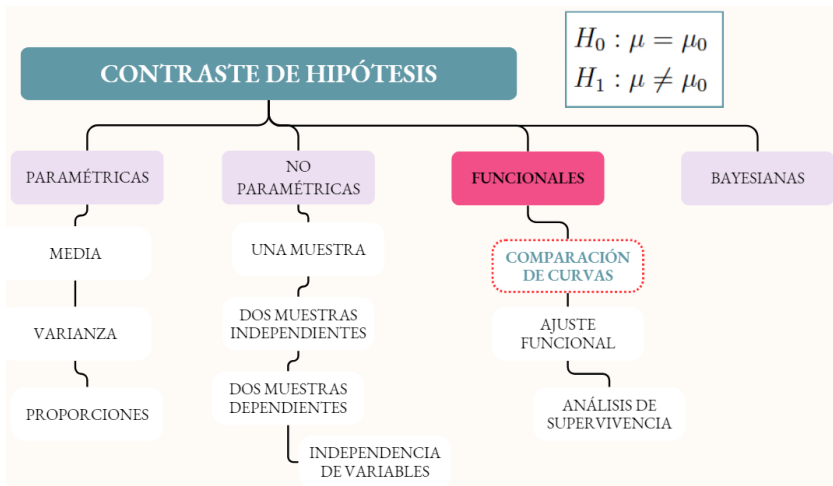 CONTRASTE DE HIPÓTESIS
H₀ : μ = μ₀
H₁ : μ ≠ μ₀
PARAMÉTRICAS
NO
PARAMÉTRICAS
FUNCIONALES
BAYESIANAS
MEDIA
UNA MUESTRA
COMPARACIÓN
DE CURVAS
VARIANZA
DOS MUESTRAS
INDEPENDIENTES
AJUSTE
FUNCIONAL
PROPORCIONES
DOS MUESTRAS
DEPENDIENTES
ANÁLISIS DE
SUPERVIVENCIA
INDEPENDENCIA
DE VARIABLES